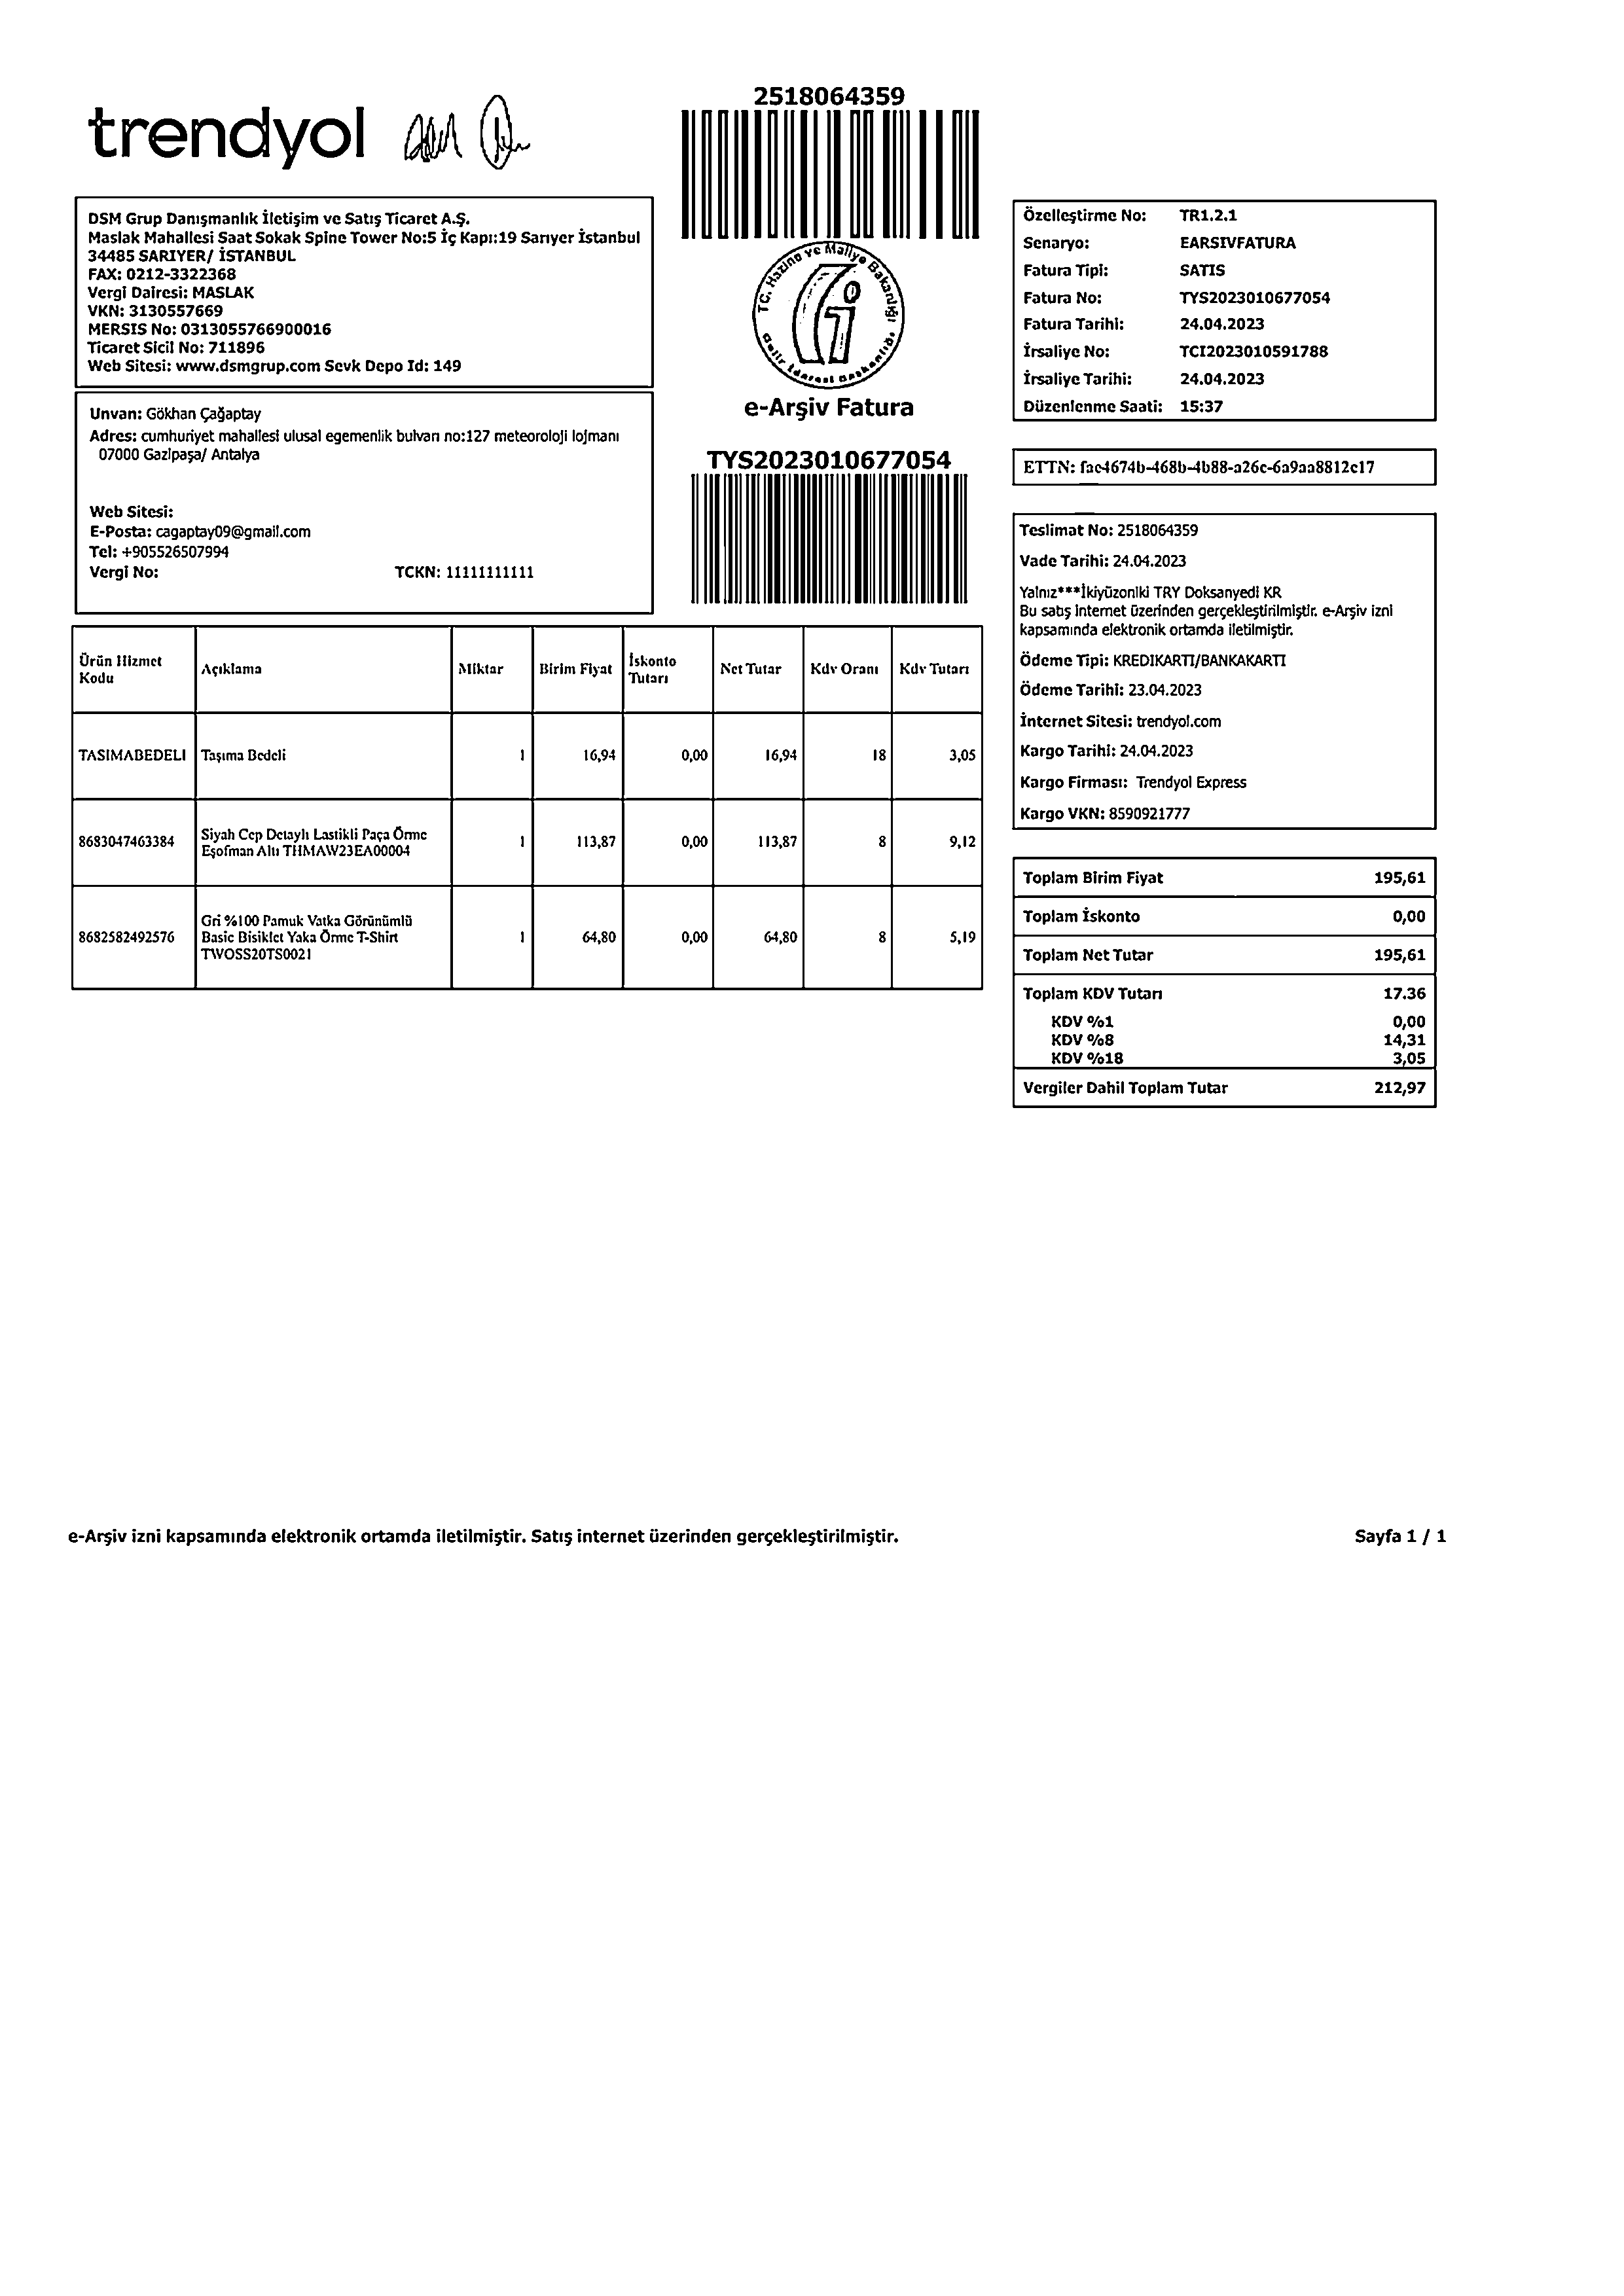 trendyol
2518064359
DSM Grup Danışmanlık İletişim ve Satış Ticaret A.Ş.
Maslak Mahallesi Saat Sokak Spine Tower No:5 İç Kapı:19 Sarıyer İstanbul
34485 SARIYER/ İSTANBUL
FAX: 0212-3322368
Vergi Dairesi: MASLAK
VKN: 3130557669
MERSIS No: 0313055766900016
Ticaret Sicil No: 711896
Web Sitesi: www.dsmgrup.com Sevk Depo Id: 149
T.C. Hazine ve Maliye Bakanlığı
Gelir İdaresi Başkanlığı
e-Arşiv Fatura
TYS2023010677054
Özelleştirme No: TR1.2.1
Senaryo: EARSIVFATURA
Fatura Tipi: SATIS
Fatura No: TYS2023010677054
Fatura Tarihi: 24.04.2023
İrsaliye No: TCI2023010591788
İrsaliye Tarihi: 24.04.2023
Düzenlenme Saati: 15:37
Unvan: Gökhan Çağaptay
Adres: cumhuriyet mahallesi ulusal egemenlik bulvarı no:127 meteoroloji lojmanı
07000 Gazipaşa/ Antalya
Web Sitesi:
E-Posta: cagaptay09@gmail.com
Tel: +905526507994
Vergi No: TCKN: 11111111111
ETTN: fac4674b-468b-4b88-a26c-6a9aa8812c17
Teslimat No: 2518064359
Vade Tarihi: 24.04.2023
Yalnız***İkiyüzoniki TRY Doksanyedi KR
Bu satış internet üzerinden gerçekleştirilmiştir. e-Arşiv izni
kapsamında elektronik ortamda iletilmiştir.
Ödeme Tipi: KREDIKARTI/BANKAKARTI
Ödeme Tarihi: 23.04.2023
İnternet Sitesi: trendyol.com
Kargo Tarihi: 24.04.2023
Kargo Firması: Trendyol Express
Kargo VKN: 8590921777
Ürün Hizmet Kodu Açıklama Miktar Birim Fiyat İskonto Tutarı Net Tutar Kdv Oranı Kdv Tutarı
TASIMABEDELI Taşıma Bedeli 1 16,94 0,00 16,94 18 3,05
8683047463384 Siyah Cep Detaylı Lastikli Paça Örme
Eşofman Altı THMAW23EA00004 1 113,87 0,00 113,87 8 9,12
8682582492576 Gri %100 Pamuk Vatka Görünümlü
Basic Bisiklet Yaka Örme T-Shirt
TWOSS20TS0021 1 64,80 0,00 64,80 8 5,19
Toplam Birim Fiyat 195,61
Toplam İskonto 0,00
Toplam Net Tutar 195,61
Toplam KDV Tutarı 17.36
KDV %1 0,00
KDV %8 14,31
KDV %18 3,05
Vergiler Dahil Toplam Tutar 212,97
e-Arşiv izni kapsamında elektronik ortamda iletilmiştir. Satış internet üzerinden gerçekleştirilmiştir.
Sayfa 1 / 1